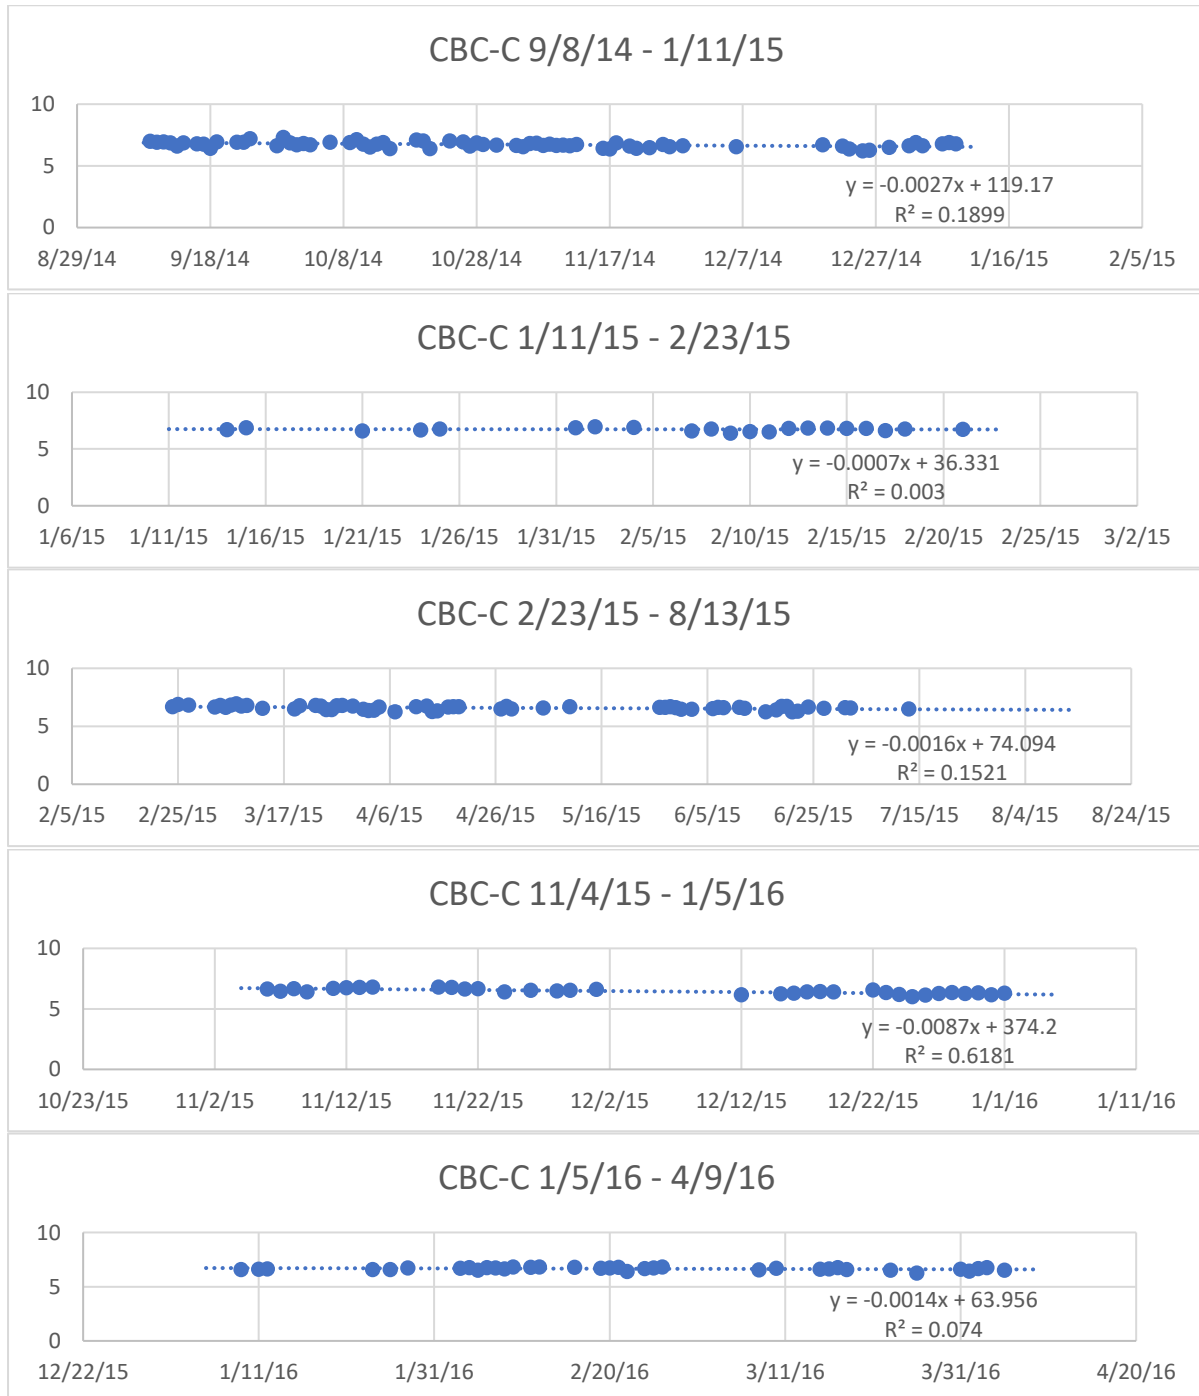 CBC-C 9/8/14 - 1/11/15
10
5
0
y = -0.0027x + 119.17
R² = 0.1899
8/29/14 9/18/14 10/8/14 10/28/14 11/17/14 12/7/14 12/27/14 1/16/15 2/5/15
CBC-C 1/11/15 - 2/23/15
10
5
0
y = -0.0007x + 36.331
R² = 0.003
1/6/15 1/11/15 1/16/15 1/21/15 1/26/15 1/31/15 2/5/15 2/10/15 2/15/15 2/20/15 2/25/15 3/2/15
CBC-C 2/23/15 - 8/13/15
10
5
0
y = -0.0016x + 74.094
R² = 0.1521
2/5/15 2/25/15 3/17/15 4/6/15 4/26/15 5/16/15 6/5/15 6/25/15 7/15/15 8/4/15 8/24/15
CBC-C 11/4/15 - 1/5/16
10
5
0
y = -0.0087x + 374.2
R² = 0.6181
10/23/15 11/2/15 11/12/15 11/22/15 12/2/15 12/12/15 12/22/15 1/1/16 1/11/16
CBC-C 1/5/16 - 4/9/16
10
5
0
y = -0.0014x + 63.956
R² = 0.074
12/22/15 1/11/16 1/31/16 2/20/16 3/11/16 3/31/16 4/20/16